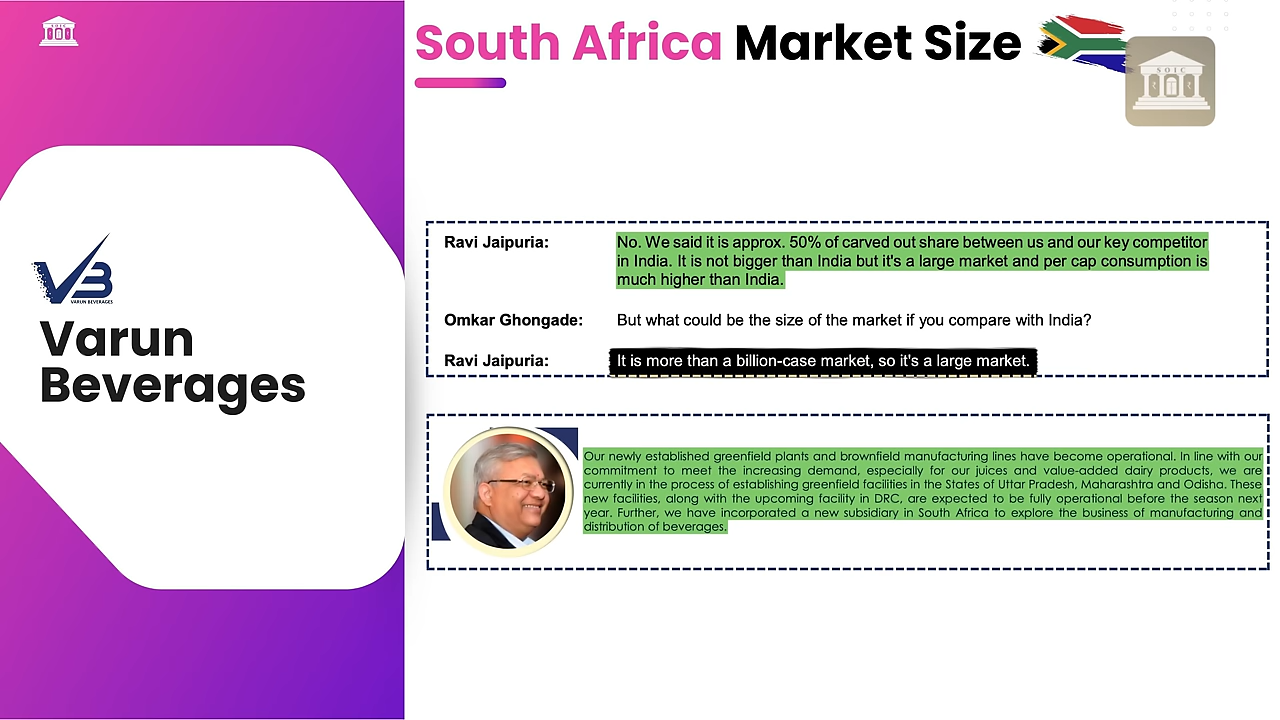 SOIC
South Africa Market Size
SOIC
VARUN BEVERAGES
Varun
Beverages
Ravi Jaipuria: No. We said it is approx. 50% of carved out share between us and our key competitor
in India. It is not bigger than India but it's a large market and per cap consumption is
much higher than India.
Omkar Ghongade: But what could be the size of the market if you compare with India?
Ravi Jaipuria: It is more than a billion-case market, so it's a large market.
Our newly established greenfield plants and brownfield manufacturing lines have become operational. In line with our
commitment to meet the increasing demand, especially for our juices and value-added dairy products, we are
currently in the process of establishing greenfield facilities in the States of Uttar Pradesh, Maharashtra and Odisha. These
new facilities, along with the upcoming facility in DRC, are expected to be fully operational before the season next
year. Further, we have incorporated a new subsidiary in South Africa to explore the business of manufacturing and
distribution of beverages.